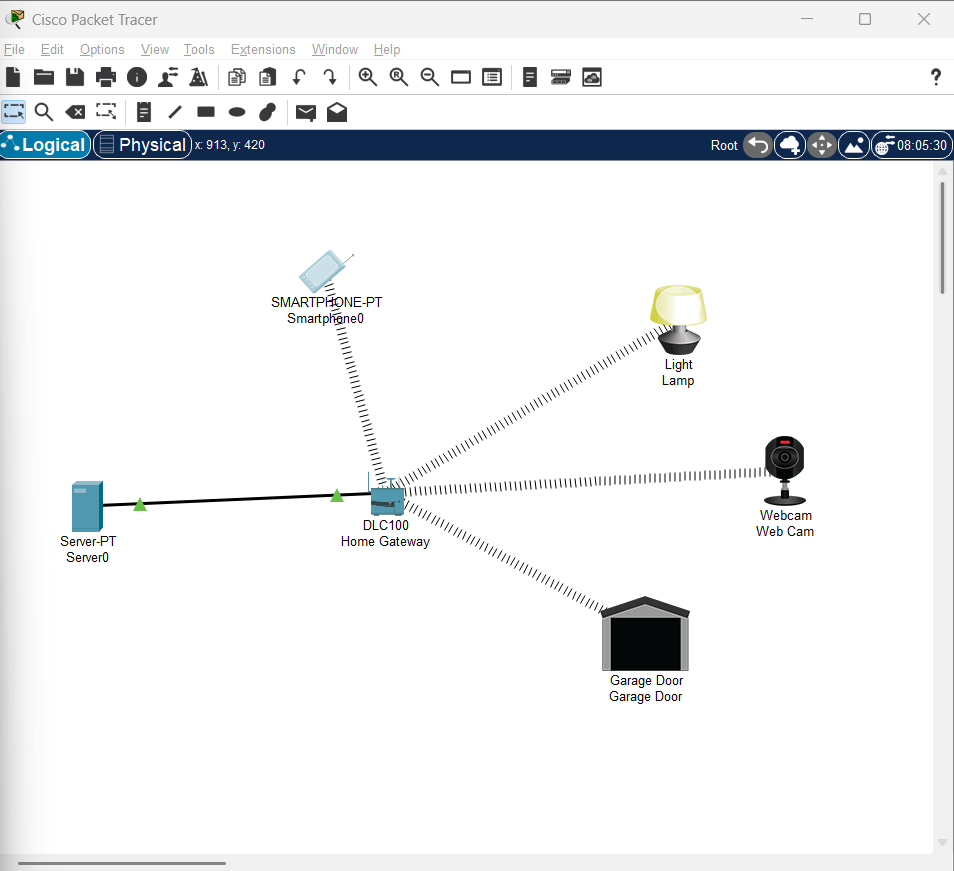 Cisco Packet Tracer
File Edit Options View Tools Extensions Window Help
?
Logical Physical x: 913, y: 420 Root 08:05:30
SMARTPHONE-PT
Smartphone0
Light
Lamp
Webcam
Web Cam
Server-PT
Server0
DLC100
Home Gateway
Garage Door
Garage Door